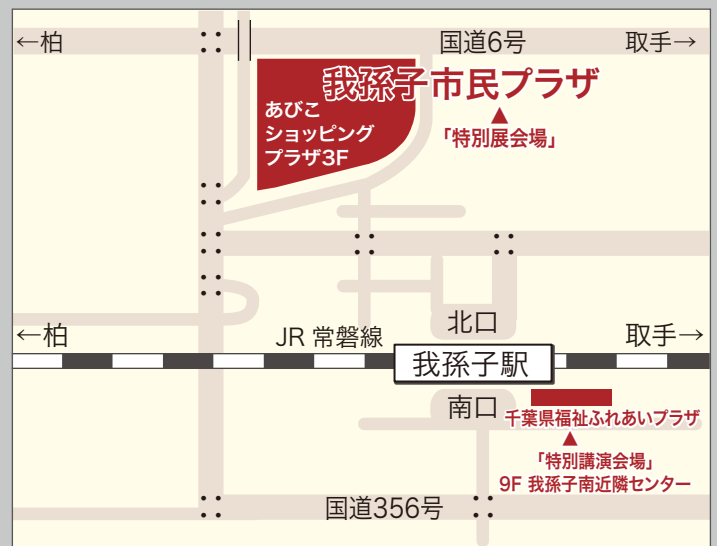 ←柏
国道6号
取手→
我孫子市民プラザ
あびこ
ショッピング
プラザ3F
▲
「特別展会場」
北口
←柏
JR 常磐線
取手→
我孫子駅
南口
千葉県福祉ふれあいプラザ
▲
「特別講演会場」
9F 我孫子南近隣センター
国道356号